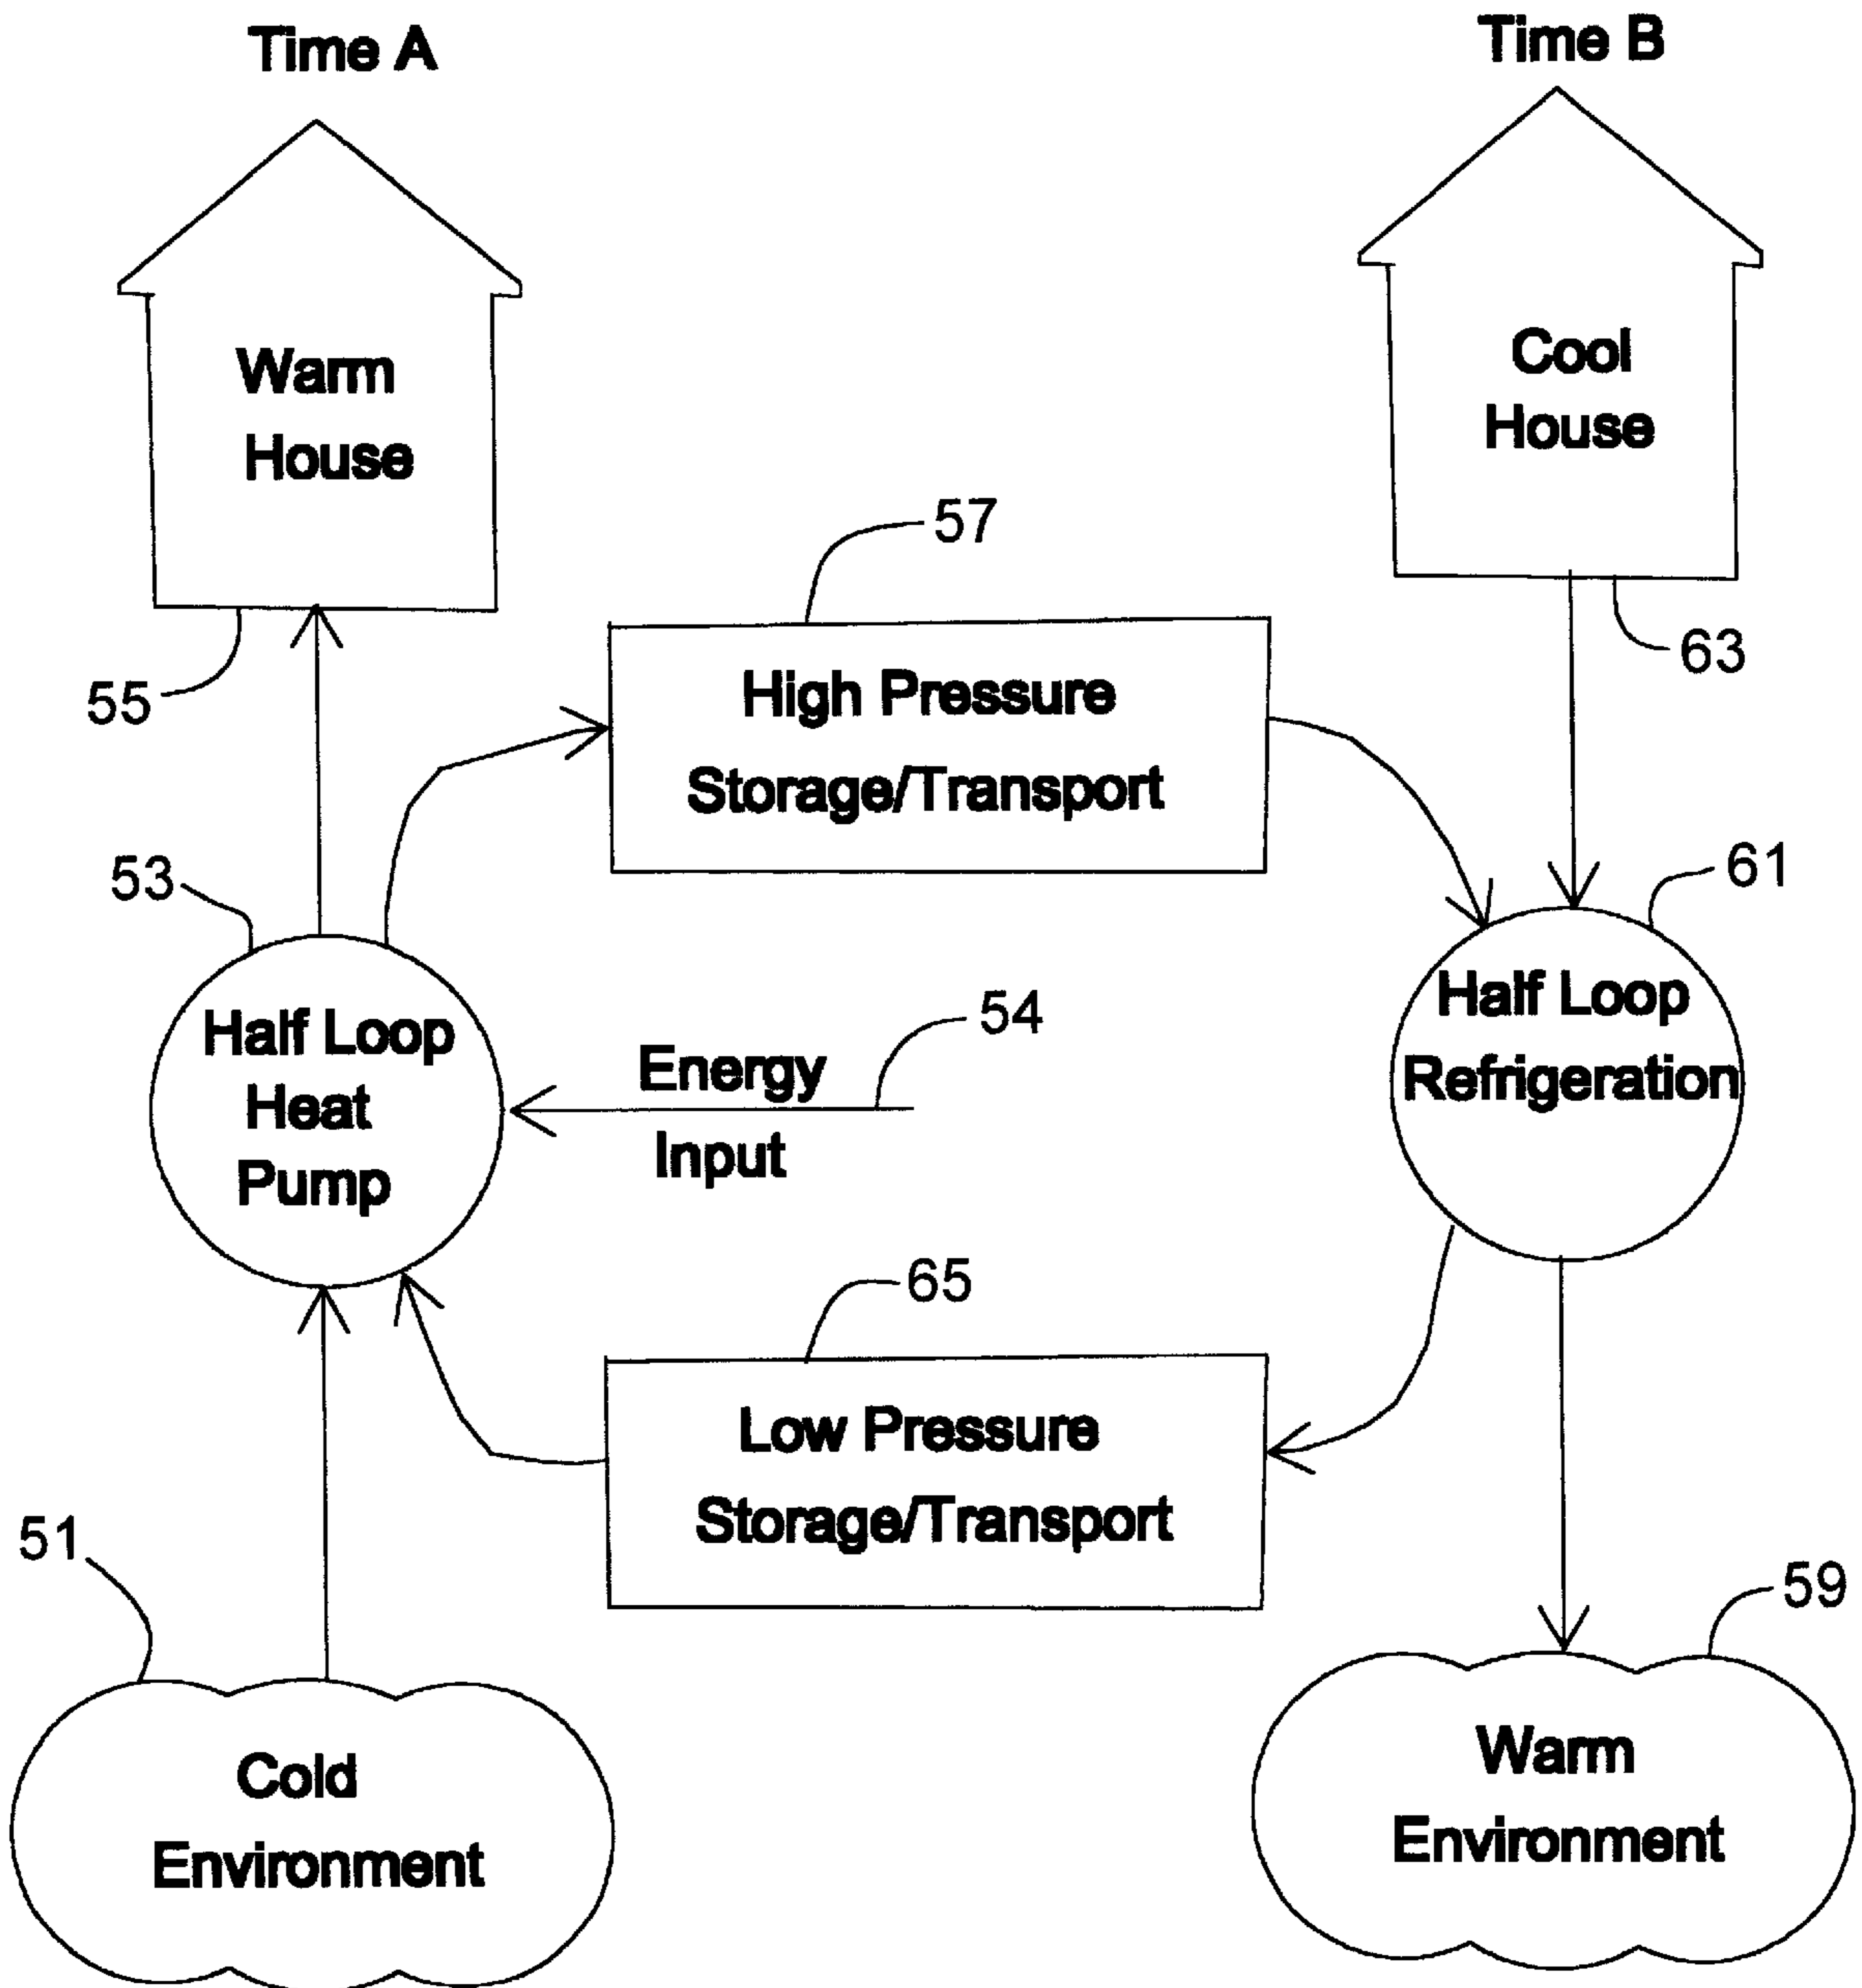 Time A
Time B
Warm
House
Cool
House
57
63
55
High Pressure
Storage/Transport
53
61
Half Loop
Heat
Pump
54
Energy
Input
Half Loop
Refrigeration
65
Low Pressure
Storage/Transport
51
59
Cold
Environment
Warm
Environment